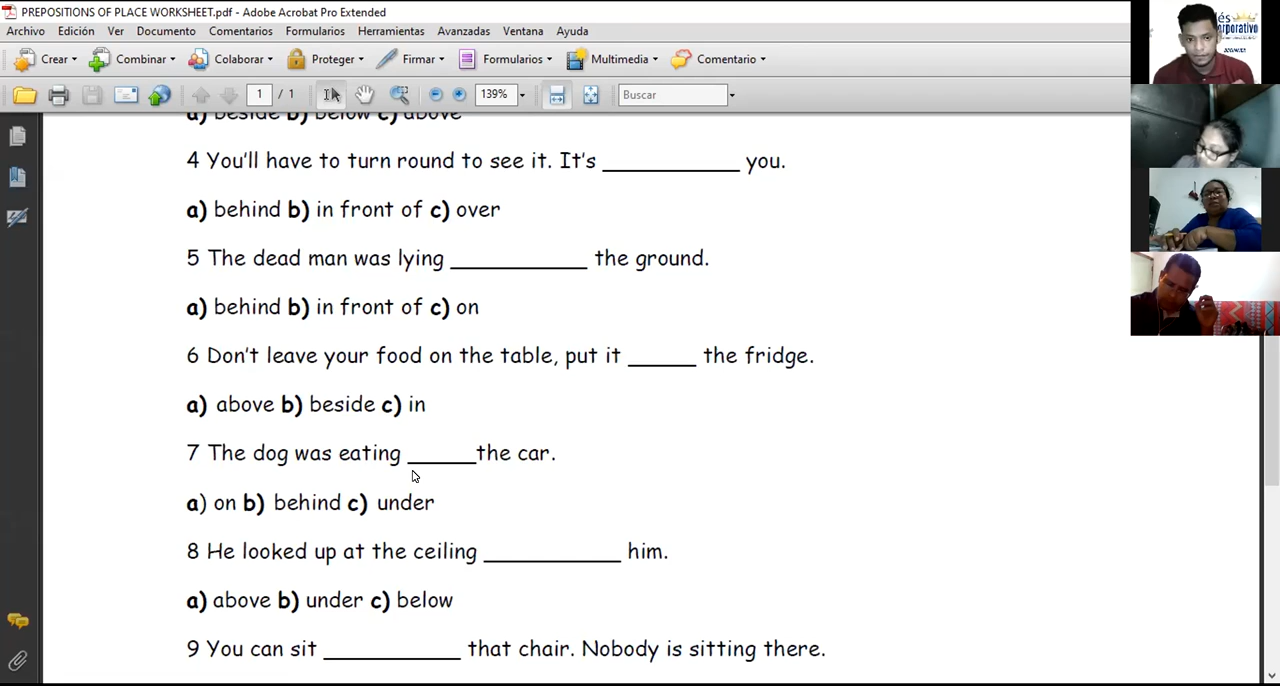 PREPOSITIONS OF PLACE WORKSHEET.pdf - Adobe Acrobat Pro Extended
Archivo Edición Ver Documento Comentarios Formularios Herramientas Avanzadas Ventana Ayuda
Crear Combinar Colaborar Proteger Firmar Formularios Multimedia Comentario
1 / 1 139% Buscar
a) beside b) below c) above
4 You'll have to turn round to see it. It's ____________ you.
a) behind b) in front of c) over
5 The dead man was lying ____________ the ground.
a) behind b) in front of c) on
6 Don't leave your food on the table, put it ______ the fridge.
a) above b) beside c) in
7 The dog was eating ______the car.
a) on b) behind c) under
8 He looked up at the ceiling ____________ him.
a) above b) under c) below
9 You can sit ____________ that chair. Nobody is sitting there.